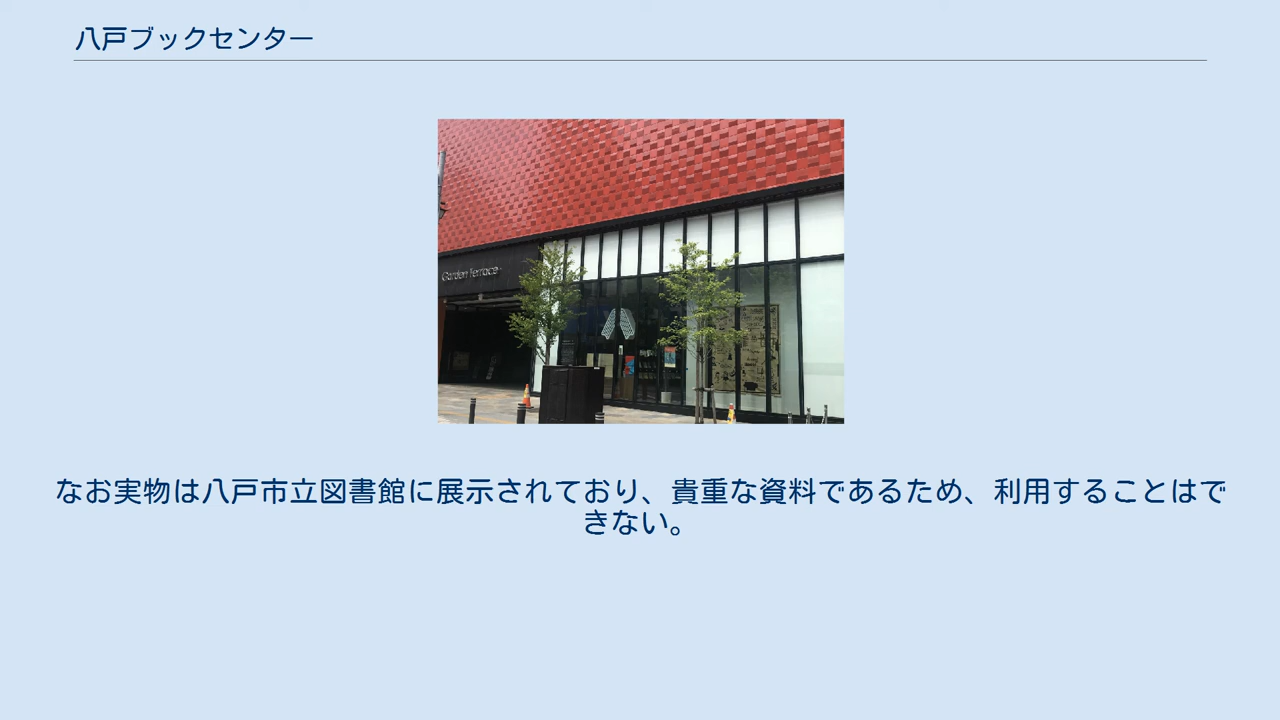 八戸ブックセンター
Garden Terrace
なお実物は八戸市立図書館に展示されており、貴重な資料であるため、利用することはで
きない。